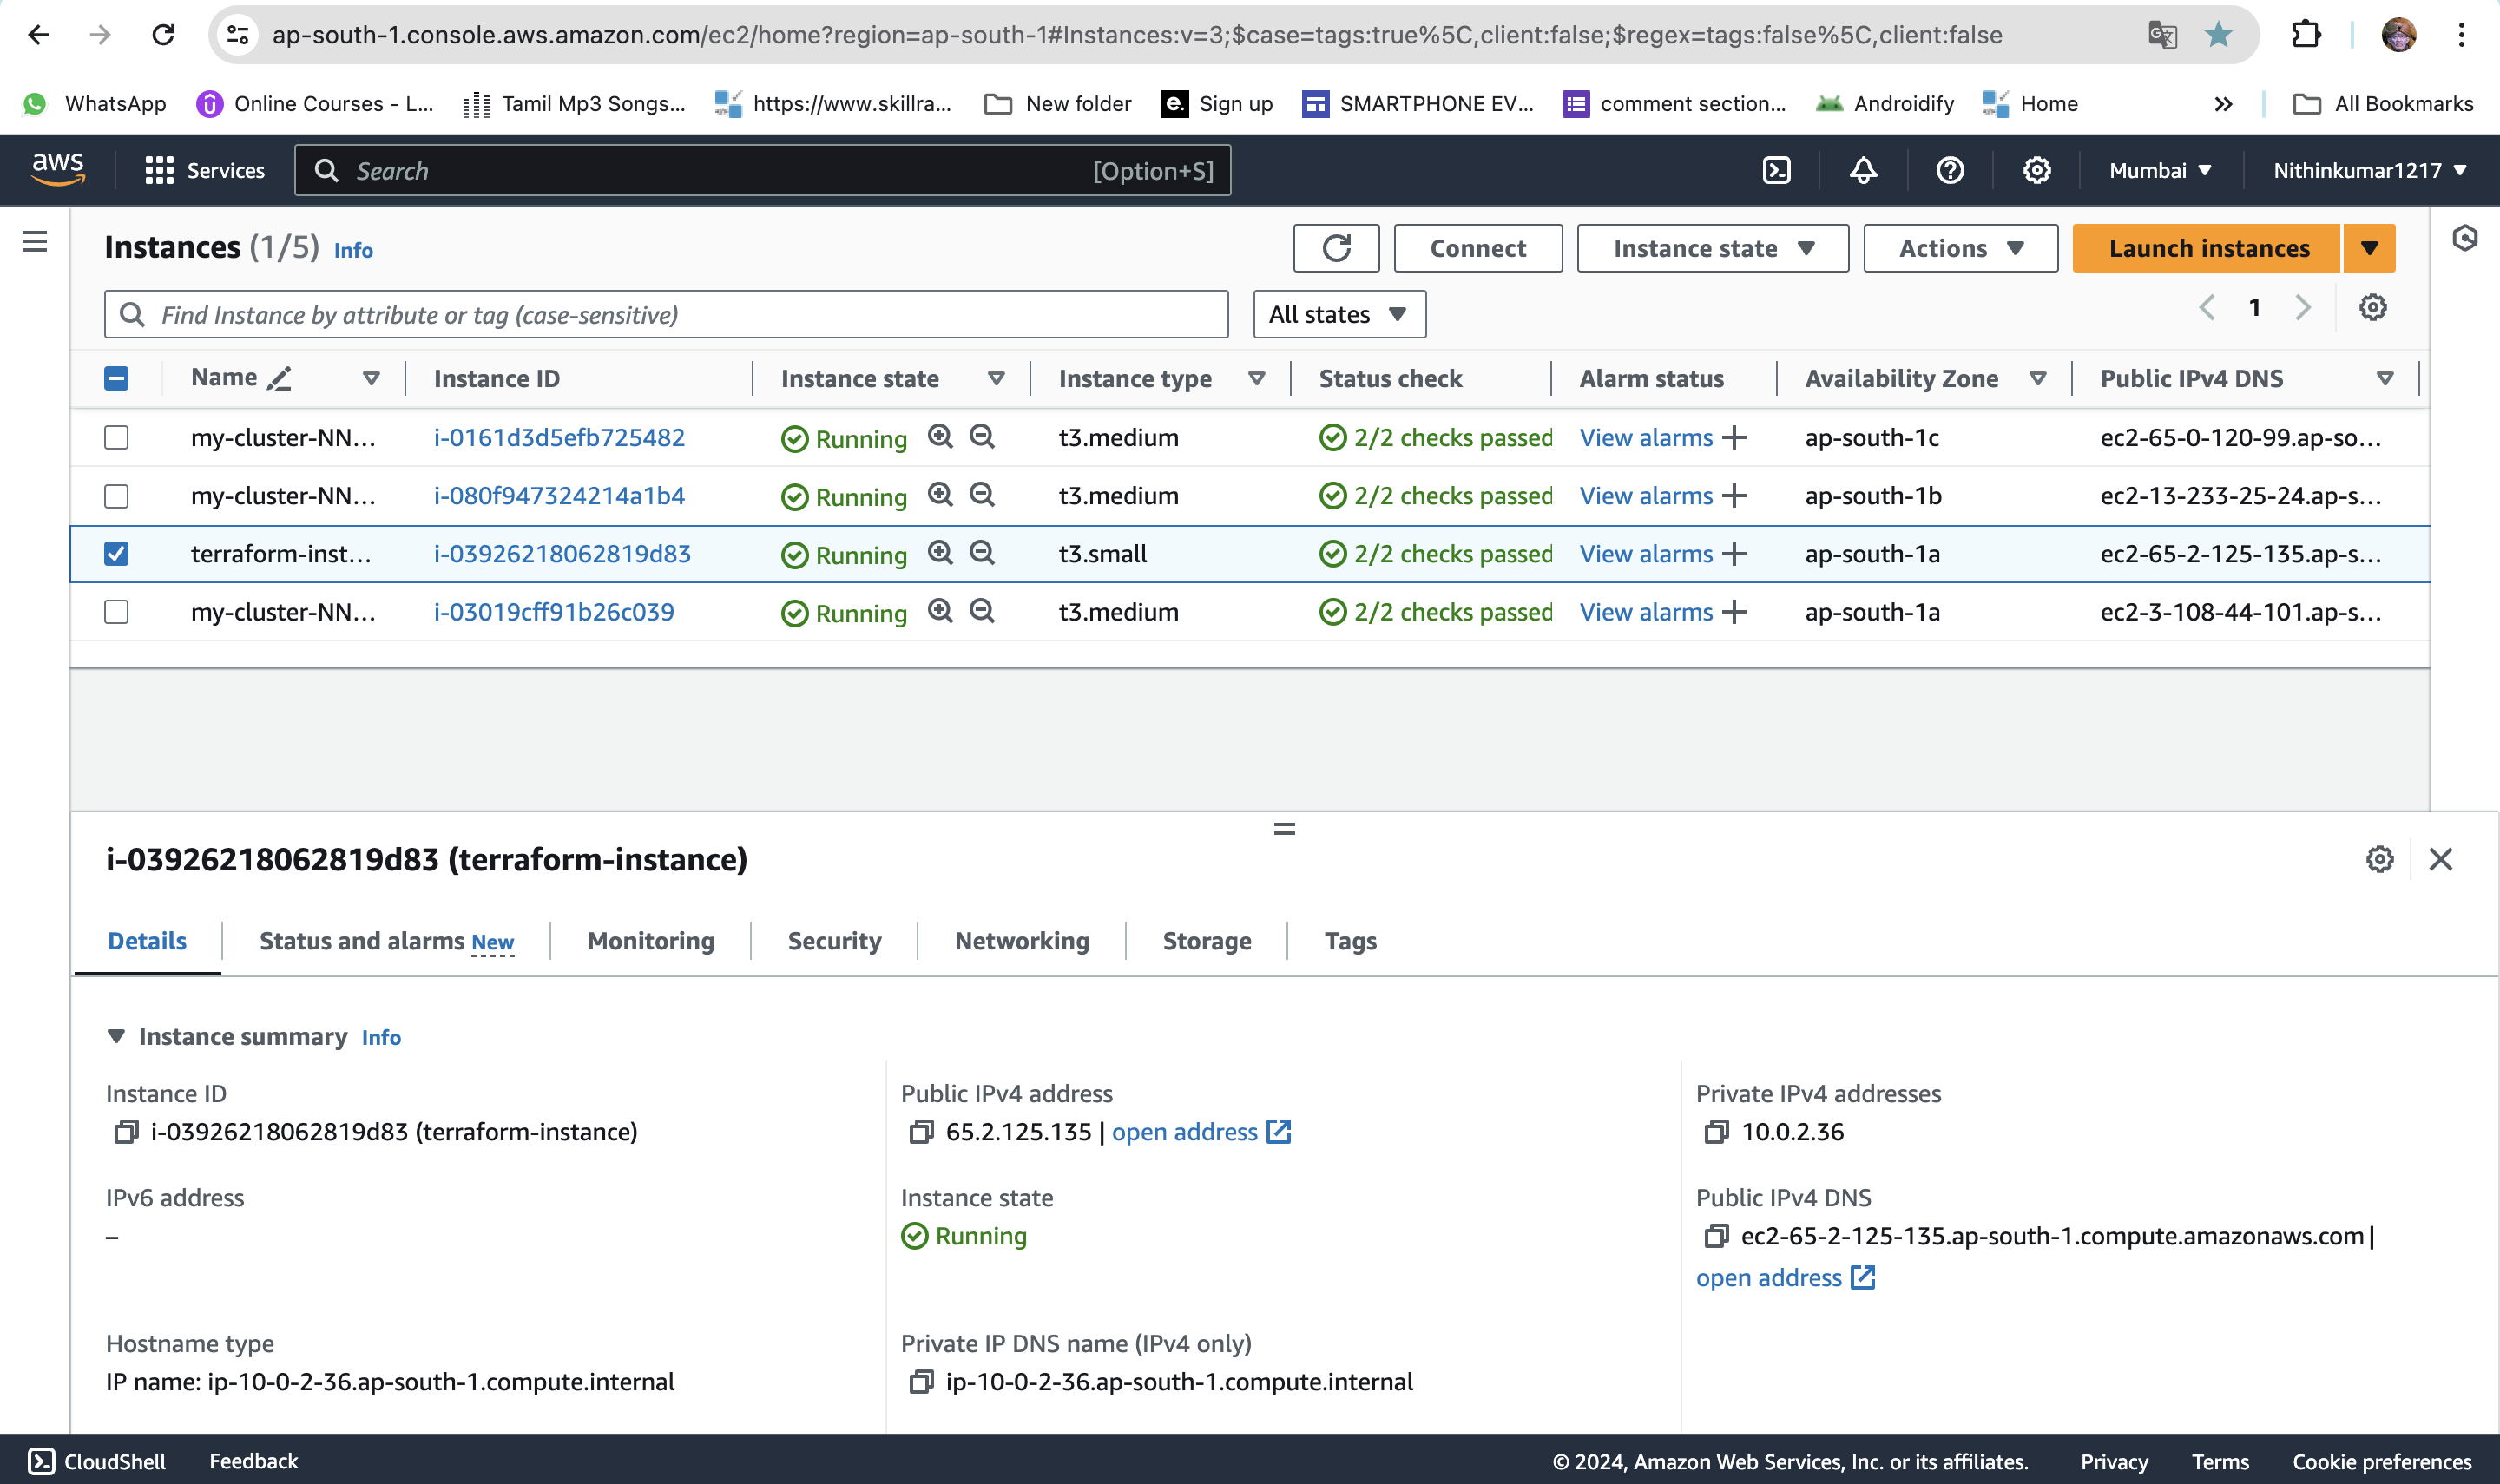 ap-south-1.console.aws.amazon.com/ec2/home?region=ap-south-1#Instances:v=3;$case=tags:true%5C,client:false;$regex=tags:false%5C,client:false
WhatsApp Online Courses - L... Tamil Mp3 Songs... https://www.skillra... New folder e. Sign up SMARTPHONE EV... comment section... Androidify Home » All Bookmarks
aws Services Search [Option+S] Mumbai Nithinkumar1217
Instances (1/5) Info Connect Instance state Actions Launch instances
Find Instance by attribute or tag (case-sensitive) All states 1
Name Instance ID Instance state Instance type Status check Alarm status Availability Zone Public IPv4 DNS
my-cluster-NN... i-0161d3d5efb725482 Running t3.medium 2/2 checks passed View alarms + ap-south-1c ec2-65-0-120-99.ap-so...
my-cluster-NN... i-080f947324214a1b4 Running t3.medium 2/2 checks passed View alarms + ap-south-1b ec2-13-233-25-24.ap-s...
terraform-inst... i-03926218062819d83 Running t3.small 2/2 checks passed View alarms + ap-south-1a ec2-65-2-125-135.ap-s...
my-cluster-NN... i-03019cff91b26c039 Running t3.medium 2/2 checks passed View alarms + ap-south-1a ec2-3-108-44-101.ap-s...
i-03926218062819d83 (terraform-instance)
Details Status and alarms New Monitoring Security Networking Storage Tags
Instance summary Info
Instance ID Public IPv4 address Private IPv4 addresses
i-03926218062819d83 (terraform-instance) 65.2.125.135 | open address 10.0.2.36
IPv6 address Instance state Public IPv4 DNS
– Running ec2-65-2-125-135.ap-south-1.compute.amazonaws.com |
open address
Hostname type Private IP DNS name (IPv4 only)
IP name: ip-10-0-2-36.ap-south-1.compute.internal ip-10-0-2-36.ap-south-1.compute.internal
CloudShell Feedback © 2024, Amazon Web Services, Inc. or its affiliates. Privacy Terms Cookie preferences